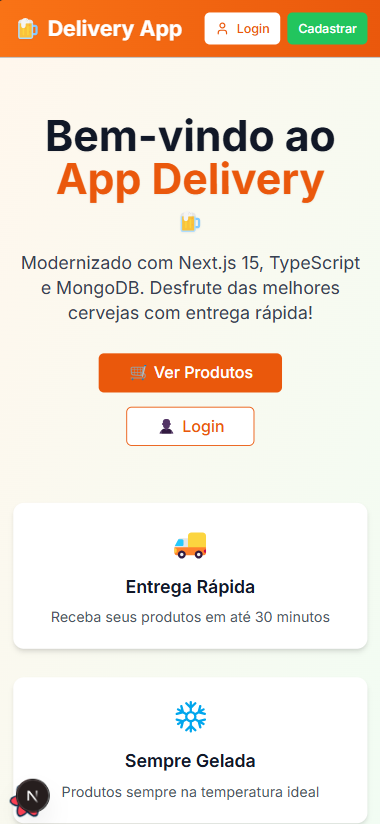 Delivery App
Login
Cadastrar
Bem-vindo ao
App Delivery
Modernizado com Next.js 15, TypeScript
e MongoDB. Desfrute das melhores
cervejas com entrega rápida!
Ver Produtos
Login
Entrega Rápida
Receba seus produtos em até 30 minutos
Sempre Gelada
N
Produtos sempre na temperatura ideal